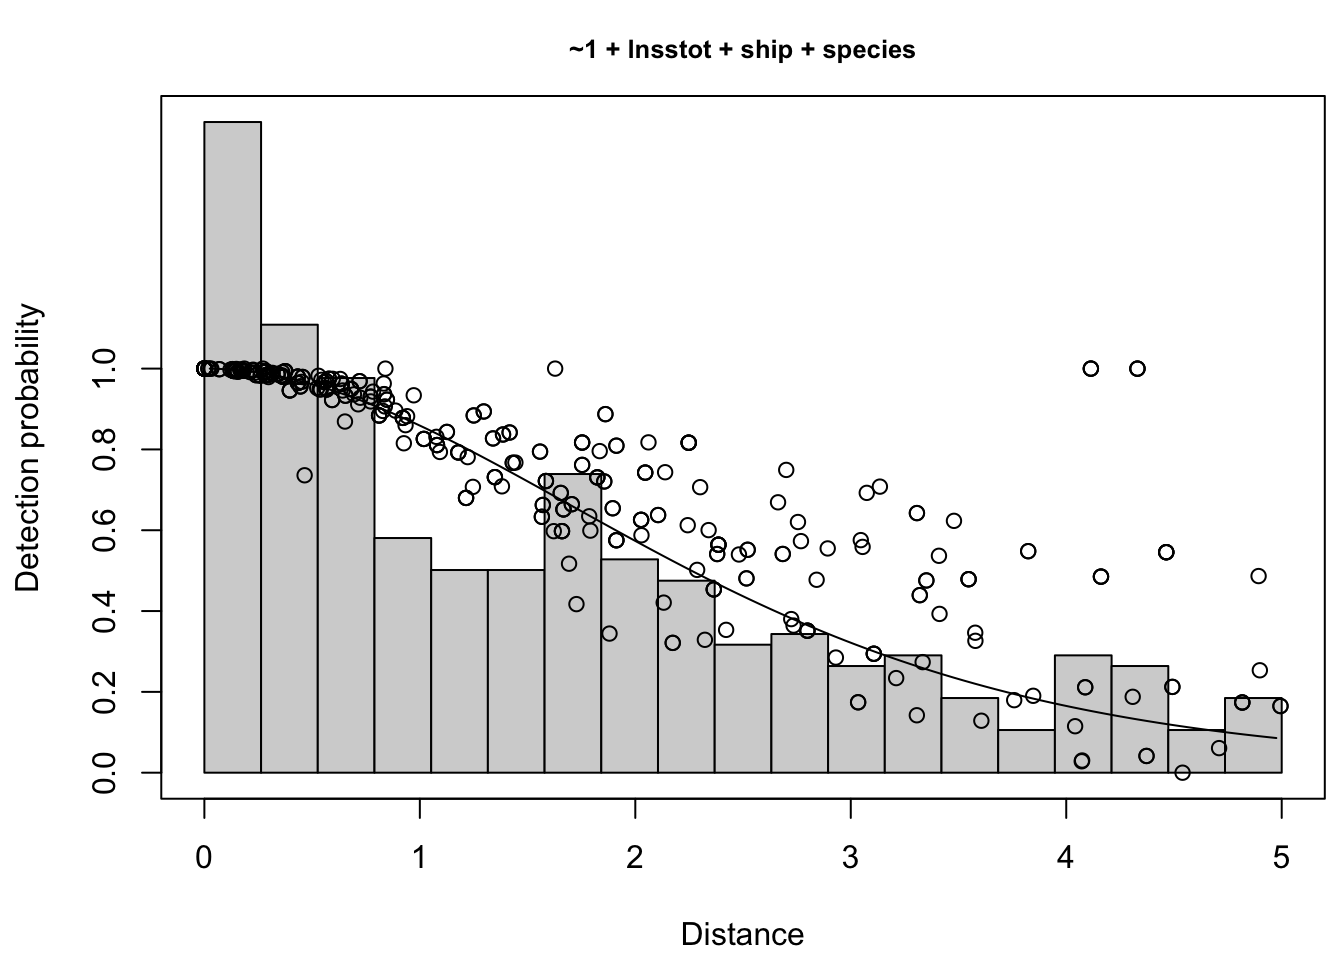 ~1 + lnsstot + ship + species
Detection probability
1.0
0.8
0.6
0.4
0.2
0.0
0 1 2 3 4 5
Distance